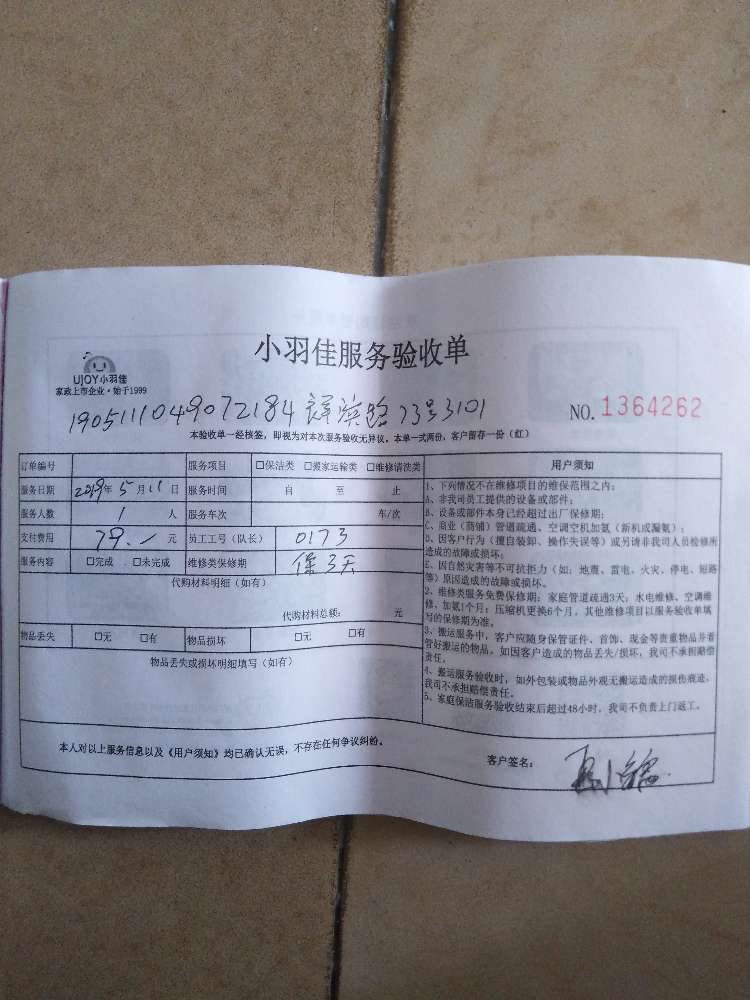 小羽佳服务验收单
UJOY小羽佳
家政上市企业·始于1999
1905111049072184 祥滨路73号3101
NO. 1364262
本验收单一经核签，即视为对本次服务验收无异议。本单一式两份，客户留存一份（红）
订单编号 服务项目 □保洁类 □搬家运输类 □维修清洗类
服务日期 2019年5月11日 服务时间 自 至 止
服务人数 1 人 服务车次 车/次
支付费用 79.- 元 员工工号（队长） 0173
服务内容 □完成 □未完成 维修类保修期 保3天
代购材料明细（如有）
代购材料总额： 元
物品丢失 □无 □有 物品损坏 □无 □有
物品丢失或损坏明细填写（如有）
用户须知
1、下列情况不在维修项目的维保范围之内：
A、非我司员工提供的设备或部件；
B、设备或部件本身已经超过出厂保修期；
C、商业（商铺）管道疏通、空调空机加氨（新机或漏氨）；
D、因客户行为（擅自装卸、操作失误等）或另请非我司人员检修所
造成的故障或损坏；
E、因自然灾害等不可抗拒力（如：地震、雷电、火灾、停电、短路
等）原因造成的故障或损坏。
2、维修类服务免费保修期：家庭管道疏通3天；水电维修、空调维
修、加氨1个月；压缩机更换6个月，其他维修项目以服务验收单填
写的保修期为准。
3、搬运服务中，客户应随身保管证件、首饰、现金等贵重物品并看
管好搬运的物品，如因客户造成的物品丢失/损坏，我司不承担赔偿
责任。
4、搬运服务验收时，如外包装或物品外观无搬运造成的损伤痕迹，
我司不承担赔偿责任。
5、家庭保洁服务验收结束后超过48小时，我司不负责上门返工。
本人对以上服务信息以及《用户须知》均已确认无误，不存在任何争议纠纷。
客户签名：